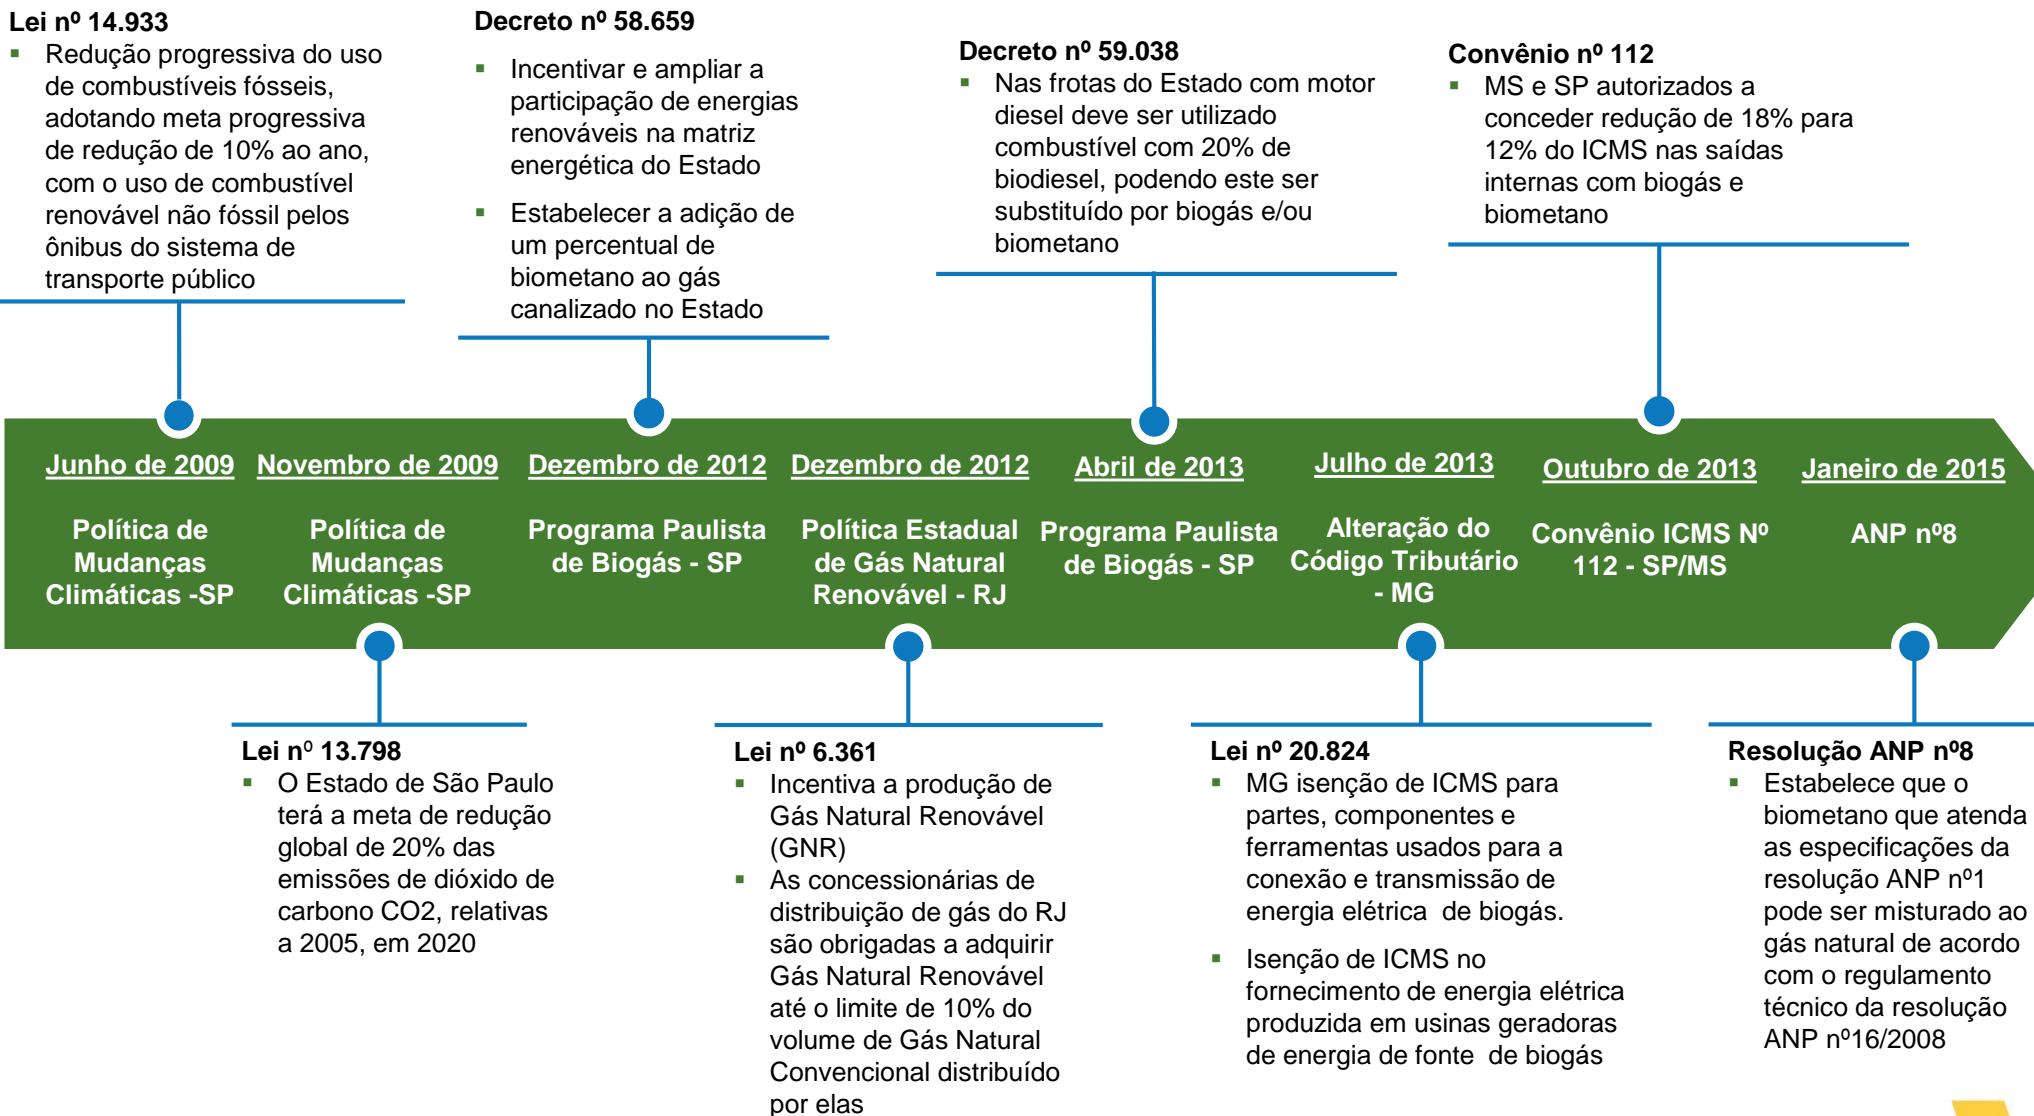 Lei nº 14.933
▪ Redução progressiva do uso
de combustíveis fósseis,
adotando meta progressiva
de redução de 10% ao ano,
com o uso de combustível
renovável não fóssil pelos
ônibus do sistema de
transporte público
Decreto nº 58.659
▪ Incentivar e ampliar a
participação de energias
renováveis na matriz
energética do Estado
▪ Estabelecer a adição de
um percentual de
biometano ao gás
canalizado no Estado
Decreto nº 59.038
▪ Nas frotas do Estado com motor
diesel deve ser utilizado
combustível com 20% de
biodiesel, podendo este ser
substituído por biogás e/ou
biometano
Convênio nº 112
▪ MS e SP autorizados a
conceder redução de 18% para
12% do ICMS nas saídas
internas com biogás e
biometano
Junho de 2009
Política de
Mudanças
Climáticas -SP
Novembro de 2009
Política de
Mudanças
Climáticas -SP
Dezembro de 2012
Programa Paulista
de Biogás - SP
Dezembro de 2012
Política Estadual
de Gás Natural
Renovável - RJ
Abril de 2013
Programa Paulista
de Biogás - SP
Julho de 2013
Alteração do
Código Tributário
- MG
Outubro de 2013
Convênio ICMS Nº
112 - SP/MS
Janeiro de 2015
ANP nº8
Lei nº 13.798
▪ O Estado de São Paulo
terá a meta de redução
global de 20% das
emissões de dióxido de
carbono CO2, relativas
a 2005, em 2020
Lei nº 6.361
▪ Incentiva a produção de
Gás Natural Renovável
(GNR)
▪ As concessionárias de
distribuição de gás do RJ
são obrigadas a adquirir
Gás Natural Renovável
até o limite de 10% do
volume de Gás Natural
Convencional distribuído
por elas
Lei nº 20.824
▪ MG isenção de ICMS para
partes, componentes e
ferramentas usados para a
conexão e transmissão de
energia elétrica de biogás.
▪ Isenção de ICMS no
fornecimento de energia elétrica
produzida em usinas geradoras
de energia de fonte de biogás
Resolução ANP nº8
▪ Estabelece que o
biometano que atenda
as especificações da
resolução ANP nº1
pode ser misturado ao
gás natural de acordo
com o regulamento
técnico da resolução
ANP nº16/2008